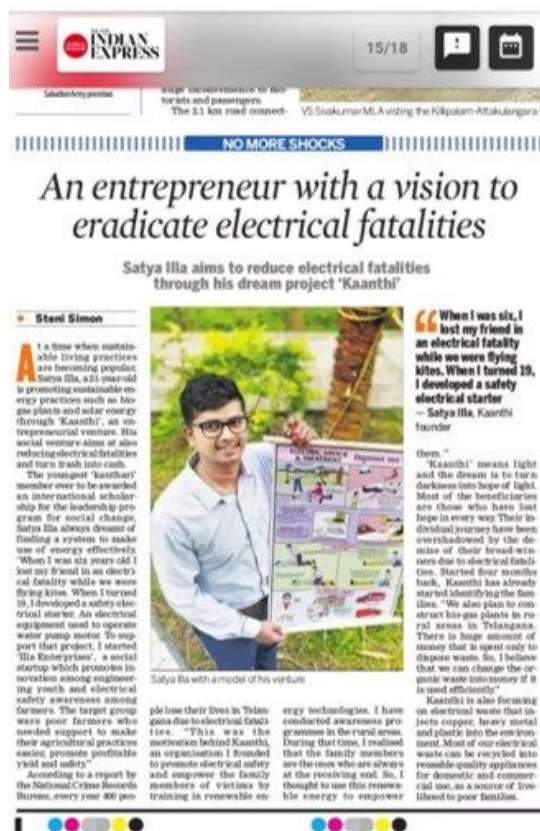 THE NEW
INDIAN
EXPRESS
15/18
Salvation Army premises
huge inconvenience to mo-
torists and passengers.
The 2.1 km road connect-
VS Sivakumar MLA visting the Killipalam-Attakulangara
NO MORE SHOCKS
An entrepreneur with a vision to
eradicate electrical fatalities
Satya Illa aims to reduce electrical fatalities
through his dream project 'Kaanthi'
Steni Simon
At a time when sustain-
able living practices
are becoming popular,
Satya Illa, a 21-year-old
is promoting sustainable en-
ergy practices such as bio-
gas plants and solar energy
through 'Kaanthi', an en-
trepreneurial venture. His
social venture aims at also
reducing electrical fatalities
and turn trash into cash.
The youngest 'kanthari'
member ever to be awarded
an international scholar-
ship for the leadership pro-
gram for social change,
Satya Illa always dreamt of
finding a system to make
use of energy effectively.
"When I was six years old I
lost my friend in an electri-
cal fatality while we were
flying kites. When I turned
19, I developed a safety elec-
trical starter. An electrical
equipment used to operate
water pump motor. To sup-
port that project, I started
'Illa Enterprises', a social
startup which promotes in-
novation among engineer-
ing youth and electrical
safety awareness among
farmers. The target group
were poor farmers who
needed support to make
their agricultural practices
easier, promote profitable
yield and safety."
According to a report by
the National Crime Records
Bureau, every year 400 peo-
ELECTRIC SHOCK
& TREATMENT
Satya Illa with a model of his venture
ple lose their lives in Telan-
gana due to electrical fatali-
ties. "This was the
motivation behind Kaanthi,
an organisation I founded
to promote electrical safety
and empower the family
members of victims by
training in renewable en-
ergy technologies. I have
conducted awareness pro-
grammes in the rural areas.
During that time, I realised
that the family members
are the ones who are always
at the receiving end. So, I
thought to use this renewa-
ble energy to empower
When I was six, I
lost my friend in
an electrical fatality
while we were flying
kites. When I turned 19,
I developed a safety
electrical starter
— Satya Illa, Kaanthi
founder
them."
'Kaanthi' means light
and the dream is to turn
darkness into hope of light.
Most of the beneficiaries
are those who have lost
hope in every way. Their in-
dividual journey have been
overshadowed by the de-
mise of their bread-win-
ners due to electrical fatali-
ties. Started four months
back, Kaanthi has already
started identifying the fam-
ilies. "We also plan to con-
struct bio-gas plants in ru-
ral areas in Telangana.
There is huge amount of
money that is spent only to
dispose waste. So, I believe
that we can change the or-
ganic waste into money if it
is used efficiently."
Kaanthi is also focusing
on electrical waste that in-
jects copper, heavy metal
and plastic into the environ-
ment. Most of our electrical
waste can be recycled into
reusable quality appliances
for domestic and commer-
cial use, as a source of live-
lihood to poor families.